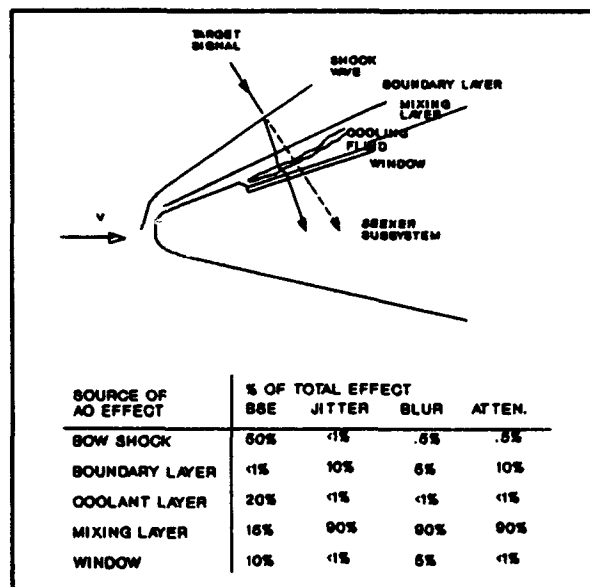 TARGET
SIGNAL
SHOCK
WAVE
BOUNDARY LAYER
MIXING
LAYER
COOLING
FLUID
WINDOW
V
SEEKER
SUBSYSTEM
SOURCE OF AO EFFECT
% OF TOTAL EFFECT
BSE JITTER BLUR ATTEN.
BOW SHOCK 50% <1% .5% .5%
BOUNDARY LAYER <1% 10% 5% 10%
COOLANT LAYER 20% <1% <1% <1%
MIXING LAYER 15% 90% 90% 90%
WINDOW 10% <1% 5% <1%